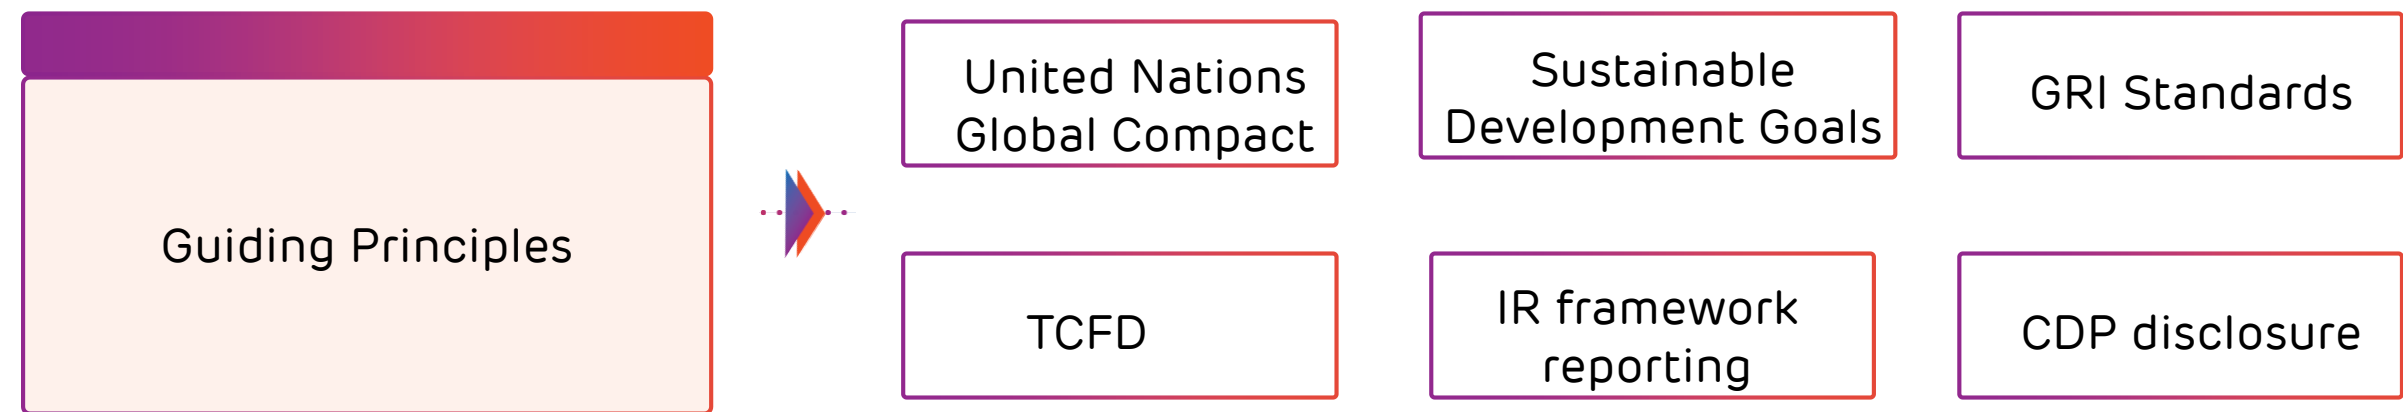 Guiding Principles
United Nations
Global Compact
Sustainable
Development Goals
GRI Standards
TCFD
IR framework
reporting
CDP disclosure